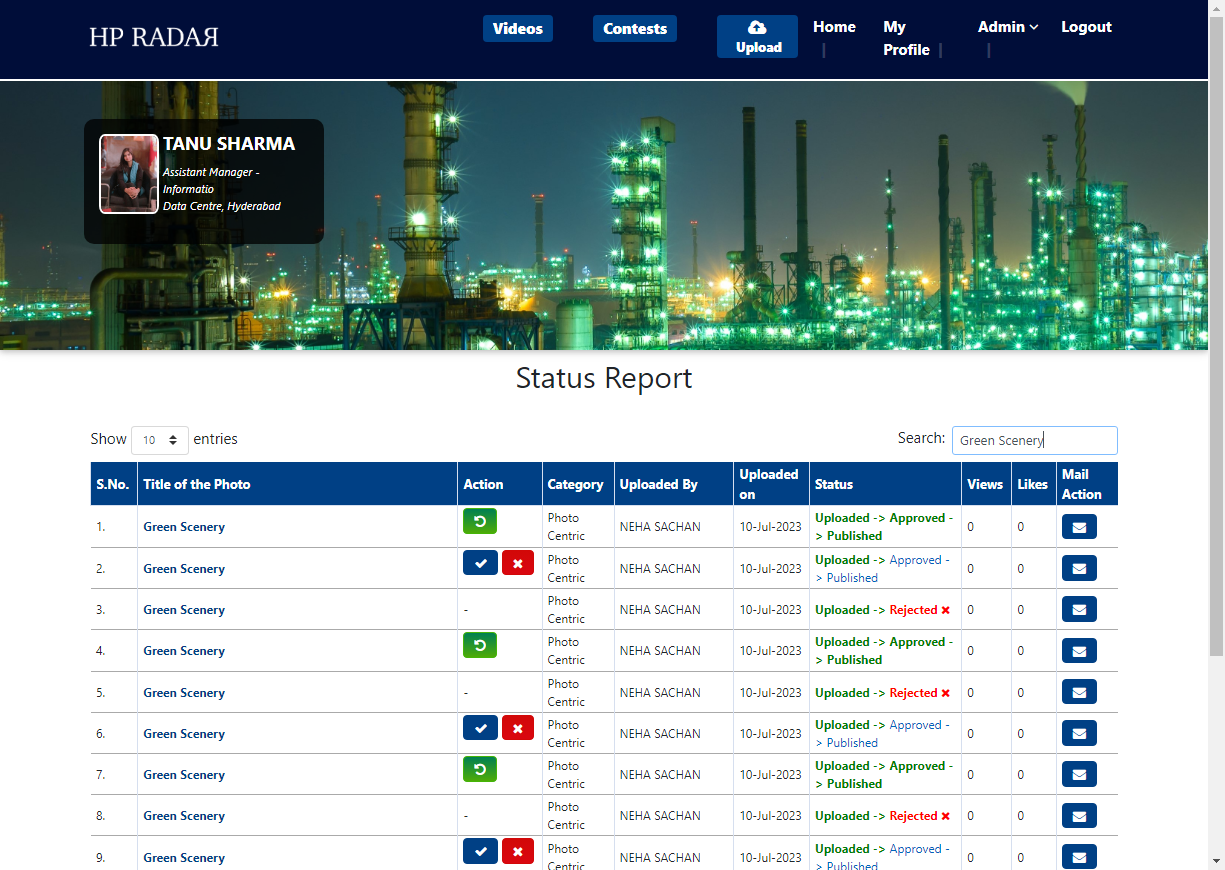 HP RADAЯ
Videos
Contests
Upload
Home
|
My
Profile |
Admin
|
Logout
TANU SHARMA
Assistant Manager -
Informatio
Data Centre, Hyderabad
Status Report
Show 10 entries
Search: Green Scenery
S.No. Title of the Photo Action Category Uploaded By Uploaded on Status Views Likes Mail Action
1. Green Scenery Photo Centric NEHA SACHAN 10-Jul-2023 Uploaded -> Approved -> Published 0 0
2. Green Scenery Photo Centric NEHA SACHAN 10-Jul-2023 Uploaded -> Approved -> Published 0 0
3. Green Scenery - Photo Centric NEHA SACHAN 10-Jul-2023 Uploaded -> Rejected 0 0
4. Green Scenery Photo Centric NEHA SACHAN 10-Jul-2023 Uploaded -> Approved -> Published 0 0
5. Green Scenery - Photo Centric NEHA SACHAN 10-Jul-2023 Uploaded -> Rejected 0 0
6. Green Scenery Photo Centric NEHA SACHAN 10-Jul-2023 Uploaded -> Approved -> Published 0 0
7. Green Scenery Photo Centric NEHA SACHAN 10-Jul-2023 Uploaded -> Approved -> Published 0 0
8. Green Scenery - Photo Centric NEHA SACHAN 10-Jul-2023 Uploaded -> Rejected 0 0
9. Green Scenery Photo Centric NEHA SACHAN 10-Jul-2023 Uploaded -> Approved -> Published 0 0